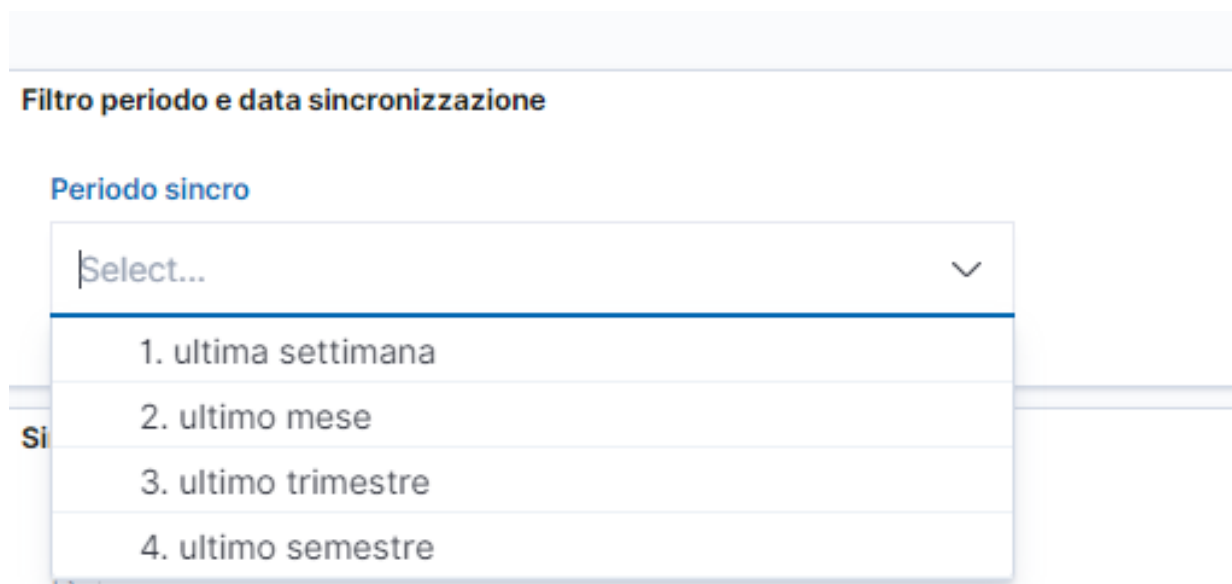 Filtro periodo e data sincronizzazione
Periodo sincro
Select...
1. ultima settimana
2. ultimo mese
Si
3. ultimo trimestre
4. ultimo semestre